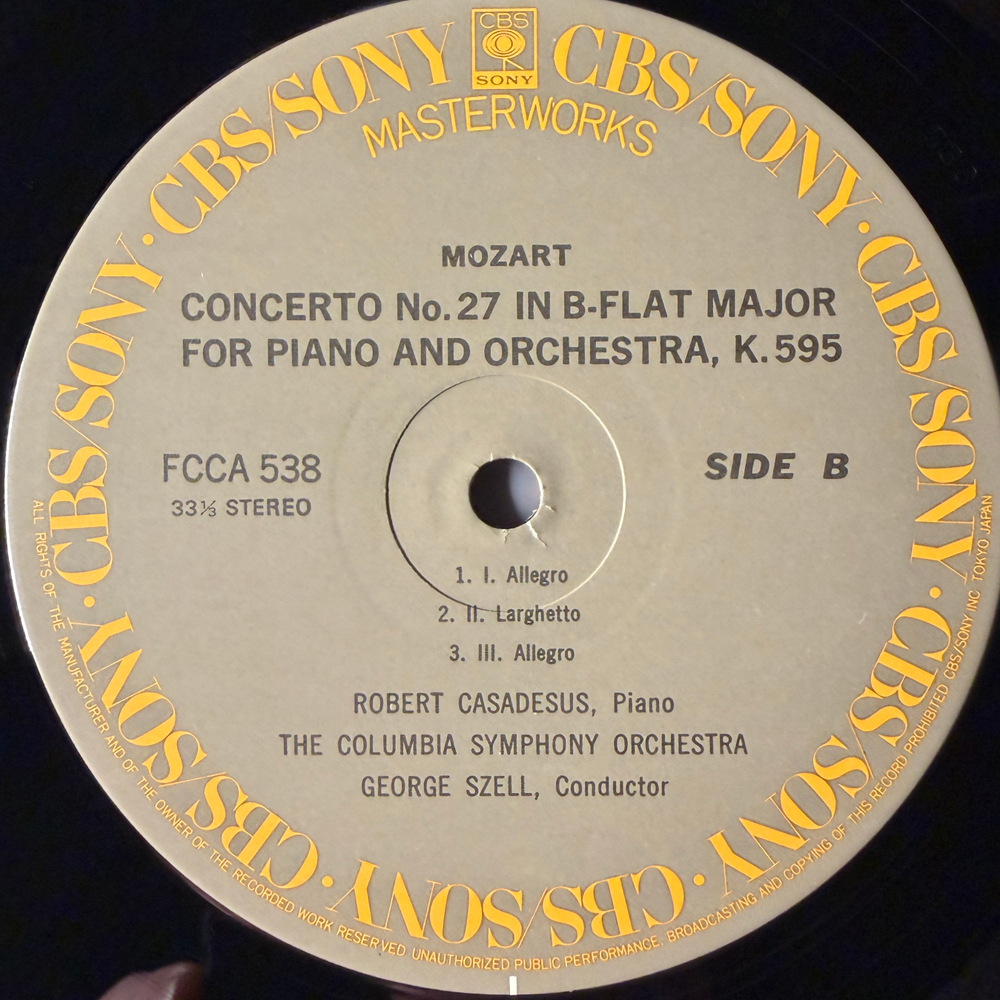 CBS
SONY
CBS/SONY · CBS/SONY · CBS/SONY · CBS/SONY · CBS/SONY · CBS/SONY · CBS/SONY · CBS/SONY
MASTERWORKS
MOZART
CONCERTO No. 27 IN B-FLAT MAJOR
FOR PIANO AND ORCHESTRA, K. 595
FCCA 538
33⅓ STEREO
SIDE B
1. I. Allegro
2. II. Larghetto
3. III. Allegro
ROBERT CASADESUS, Piano
THE COLUMBIA SYMPHONY ORCHESTRA
GEORGE SZELL, Conductor
ALL RIGHTS OF THE MANUFACTURER AND OF THE OWNER OF THE RECORDED WORK RESERVED UNAUTHORIZED PUBLIC PERFORMANCE, BROADCASTING AND COPYING OF THIS RECORD PROHIBITED CBS/SONY INC TOKYO JAPAN